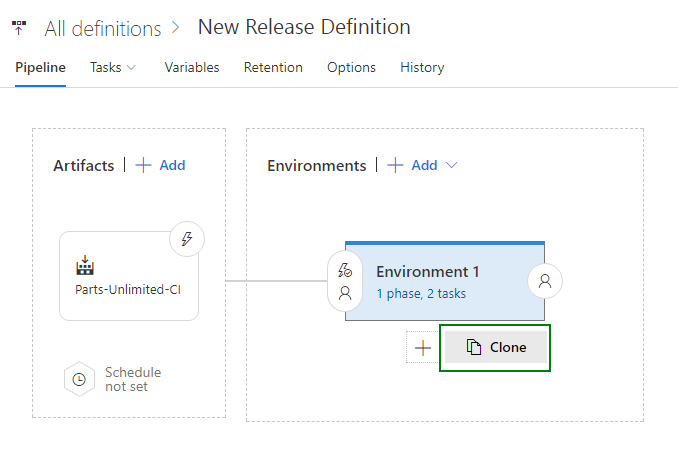 All definitions > New Release Definition
Pipeline Tasks Variables Retention Options History
Artifacts | + Add
Environments | + Add
Parts-Unlimited-CI
Schedule
not set
Environment 1
1 phase, 2 tasks
+ Clone